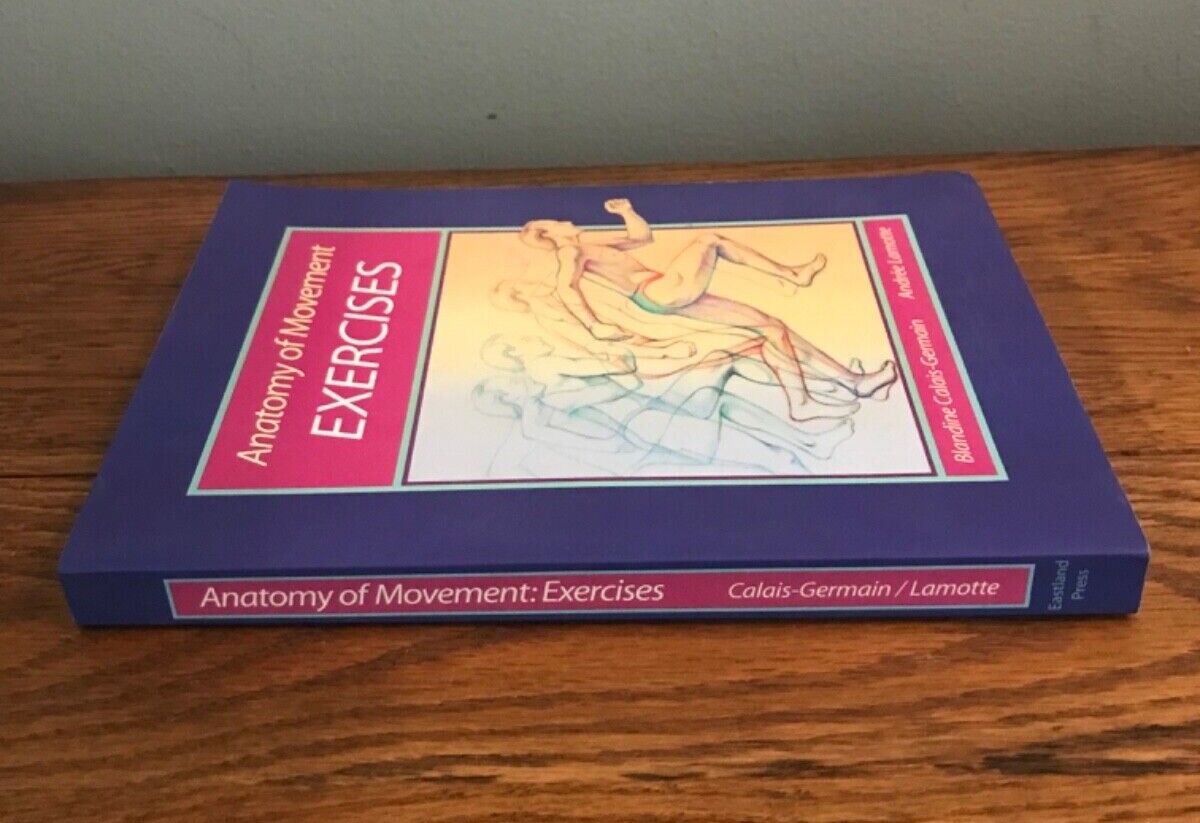 Anatomy of Movement
EXERCISES
Blandine Calais-Germain Andrée Lamotte
Anatomy of Movement: Exercises Calais-Germain / Lamotte
Eastland
Press